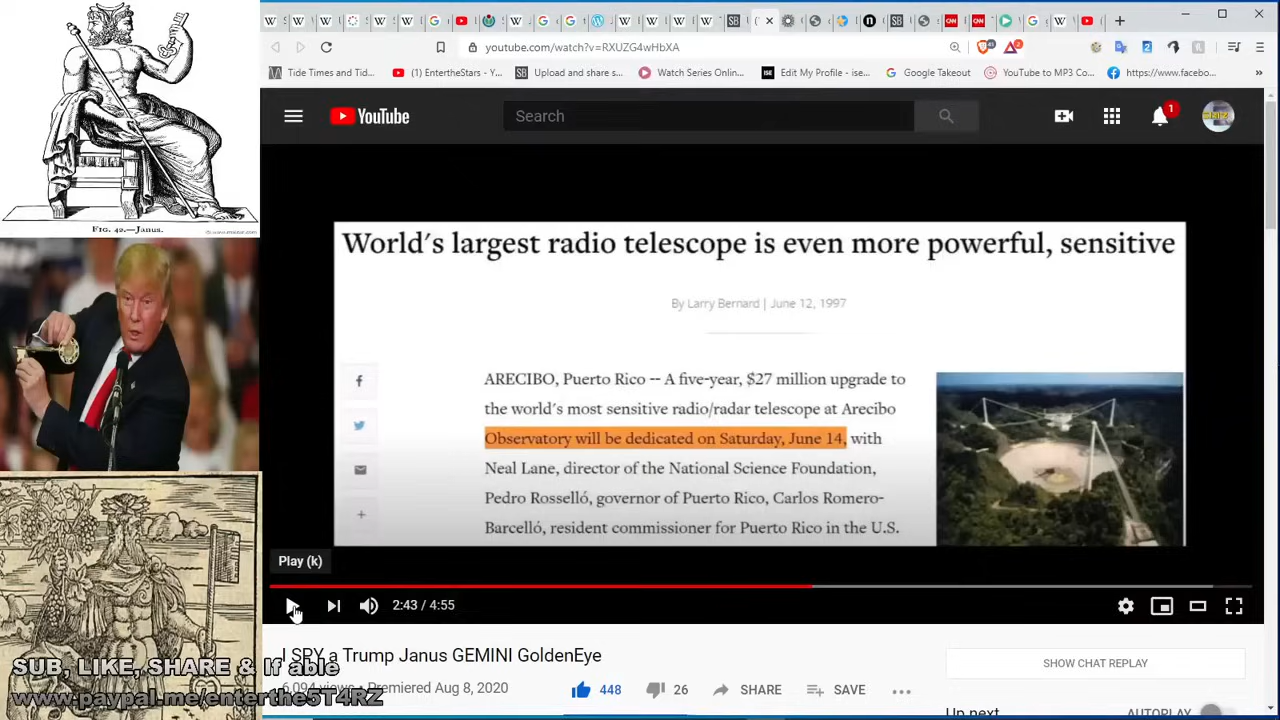 youtube.com/watch?v=RXUZG4wHbXA
Tide Times and Tid...
(1) EntertheStars - Y...
Upload and share s...
Watch Series Onlin...
Edit My Profile - ise...
Google Takeout
YouTube to MP3 Co...
https://www.facebo...
YouTube
Search
1
FIG. 42.—Janus.
World's largest radio telescope is even more powerful, sensitive
By Larry Bernard | June 12, 1997
ARECIBO, Puerto Rico -- A five-year, $27 million upgrade to
the world's most sensitive radio/radar telescope at Arecibo
Observatory will be dedicated on Saturday, June 14, with
Neal Lane, director of the National Science Foundation,
Pedro Rosselló, governor of Puerto Rico, Carlos Romero-
Barcelló, resident commissioner for Puerto Rico in the U.S.
Play (k)
2:43 / 4:55
I SPY a Trump Janus GEMINI GoldenEye
6,094 views • Premiered Aug 8, 2020
448
26
SHARE
SAVE
SHOW CHAT REPLAY
Up next
AUTOPLAY
SUB, LIKE, SHARE & If able
www.paypal.me/enterthe5T4RZ